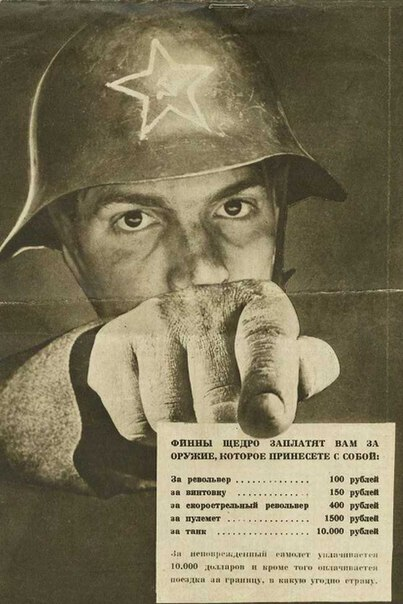 ФИННЫ ЩЕДРО ЗАПЛАТЯТ ВАМ ЗА
ОРУЖИЕ, КОТОРОЕ ПРИНЕСЕТЕ С СОБОЙ:
За револьвер .............. 100 рублей
за винтовку .............. 150 рублей
за скорострельный револьвер 400 рублей
за пулемет ............... 1500 рублей
за танк ................. 10.000 рублей
За неповрежденный самолет уплачивается
10.000 долларов и кроме того оплачивается
поездка за границу, в какую угодно страну.